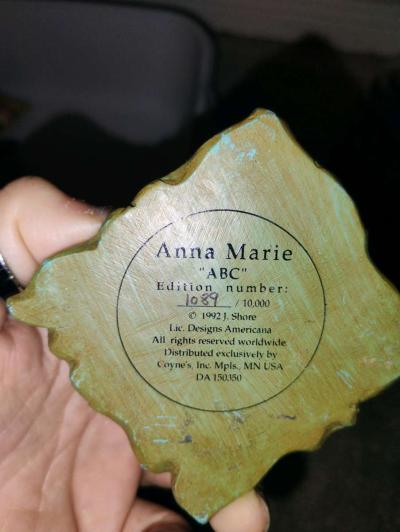 Anna Marie
"ABC"
Edition number:
1089 / 10,000
© 1992 J. Shore
Lic. Designs Americana
All rights reserved worldwide
Distributed exclusively by
Coyne's, Inc. Mpls., MN USA
DA 150350